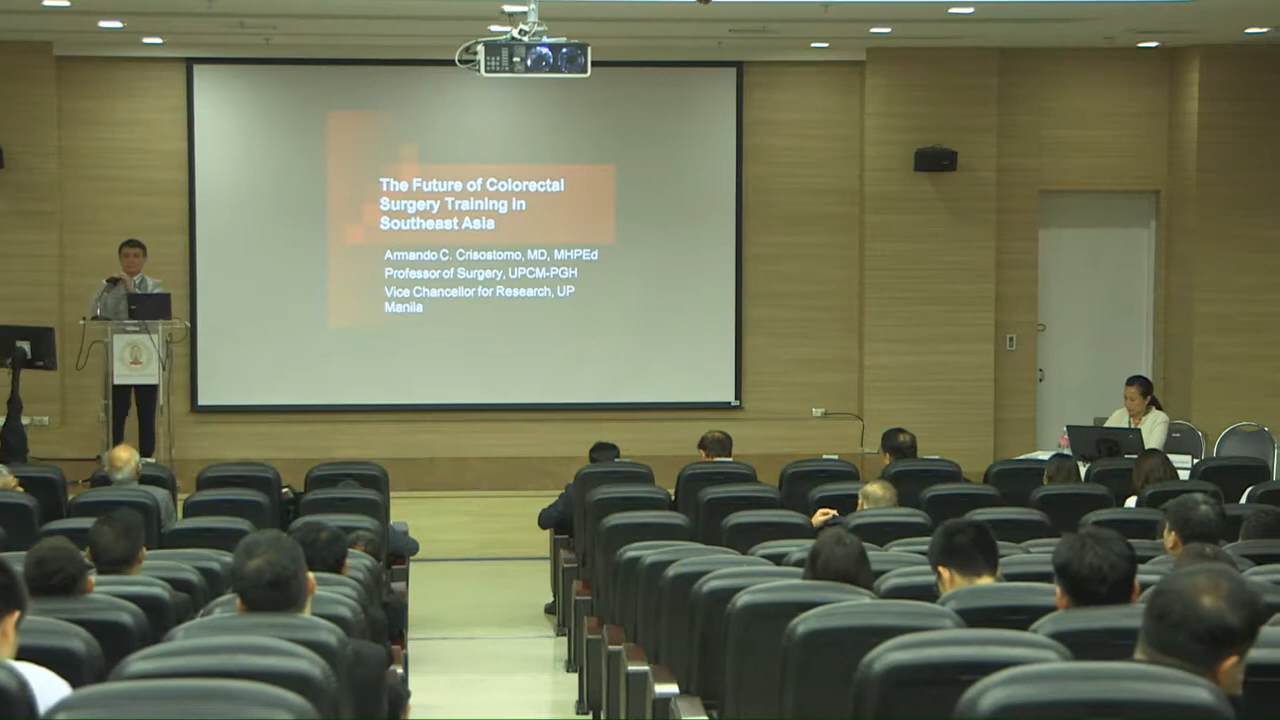 The Future of Colorectal
Surgery Training in
Southeast Asia
Armando C. Crisostomo, MD, MHPEd
Professor of Surgery, UPCM-PGH
Vice Chancellor for Research, UP
Manila